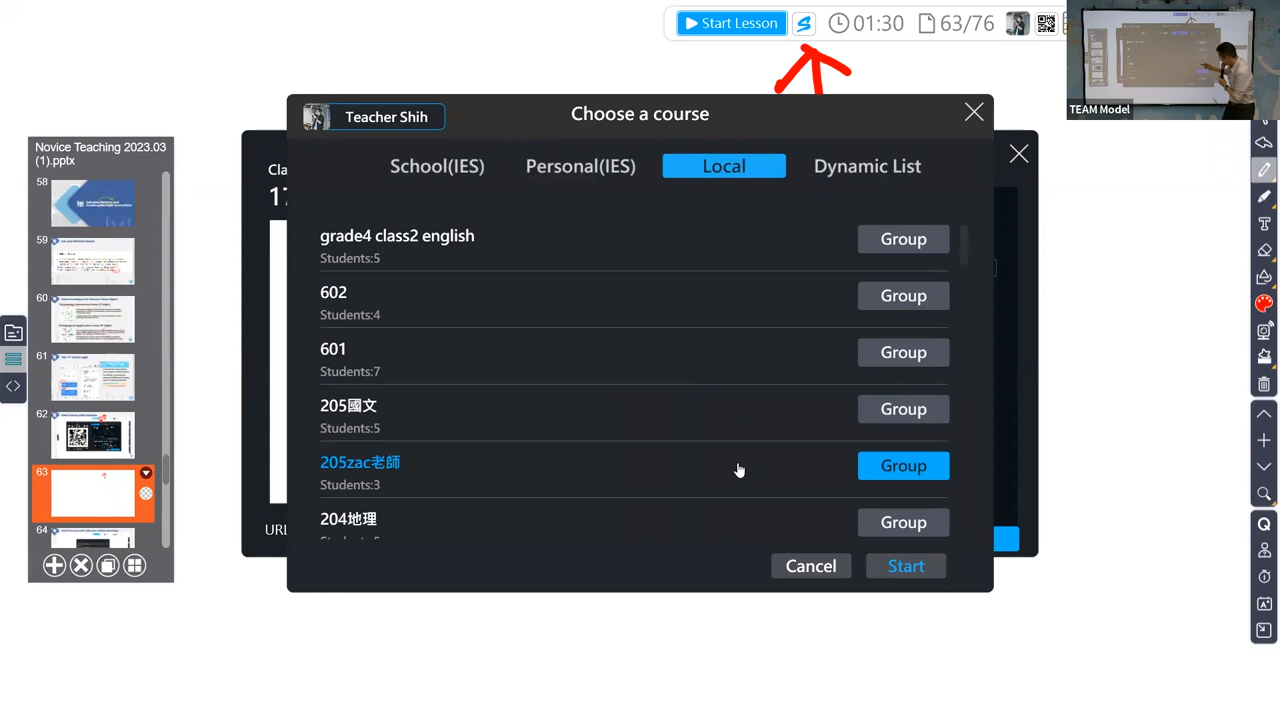 Start Lesson
01:30
63/76
TEAM Model
Teacher Shih
Choose a course
School(IES)
Personal(IES)
Local
Dynamic List
grade4 class2 english
Students:5
Group
602
Students:4
Group
601
Students:7
Group
205國文
Students:5
Group
205zac老師
Students:3
Group
204地理
Group
Cancel
Start
Cla
17
URL
Novice Teaching 2023.03
(1).pptx
58
59
60
61
62
63
64